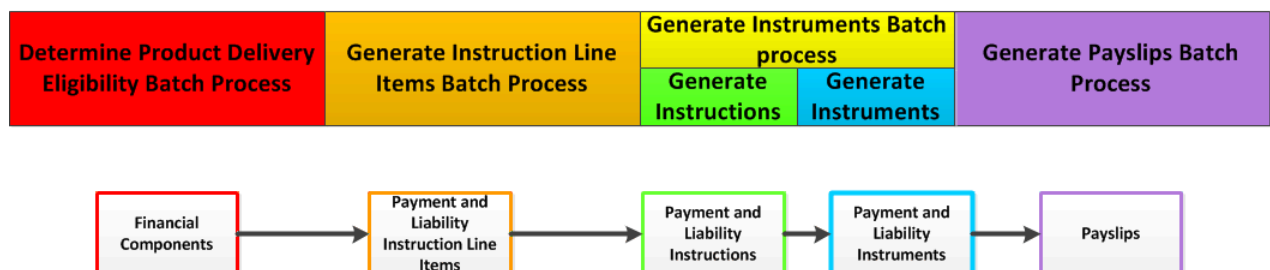 Determine Product Delivery
Eligibility Batch Process
Generate Instruction Line
Items Batch Process
Generate Instruments Batch
process
Generate
Instructions
Generate
Instruments
Generate Payslips Batch
Process
Financial
Components
Payment and
Liability
Instruction Line
Items
Payment and
Liability
Instructions
Payment and
Liability
Instruments
Payslips